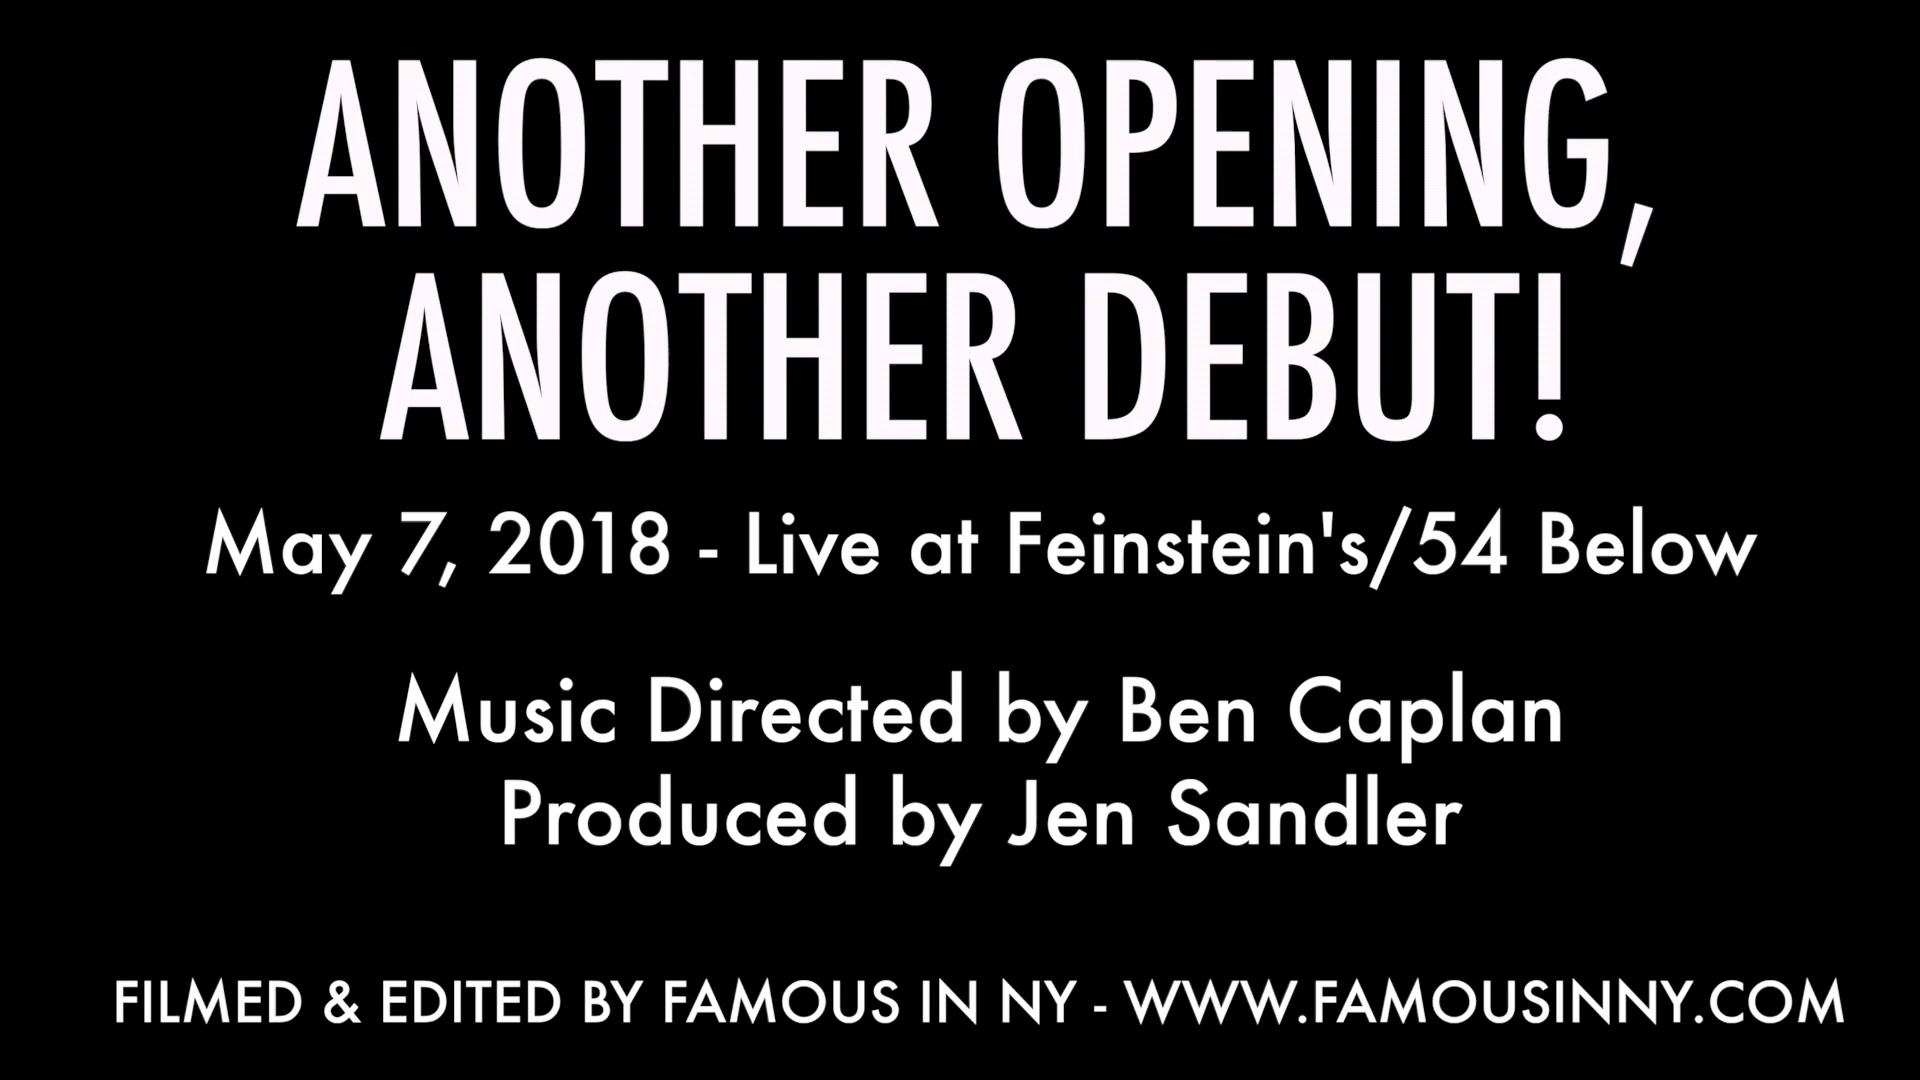 ANOTHER OPENING,
ANOTHER DEBUT!
May 7, 2018 - Live at Feinstein's/54 Below
Music Directed by Ben Caplan
Produced by Jen Sandler
FILMED & EDITED BY FAMOUS IN NY - WWW.FAMOUSINNY.COM